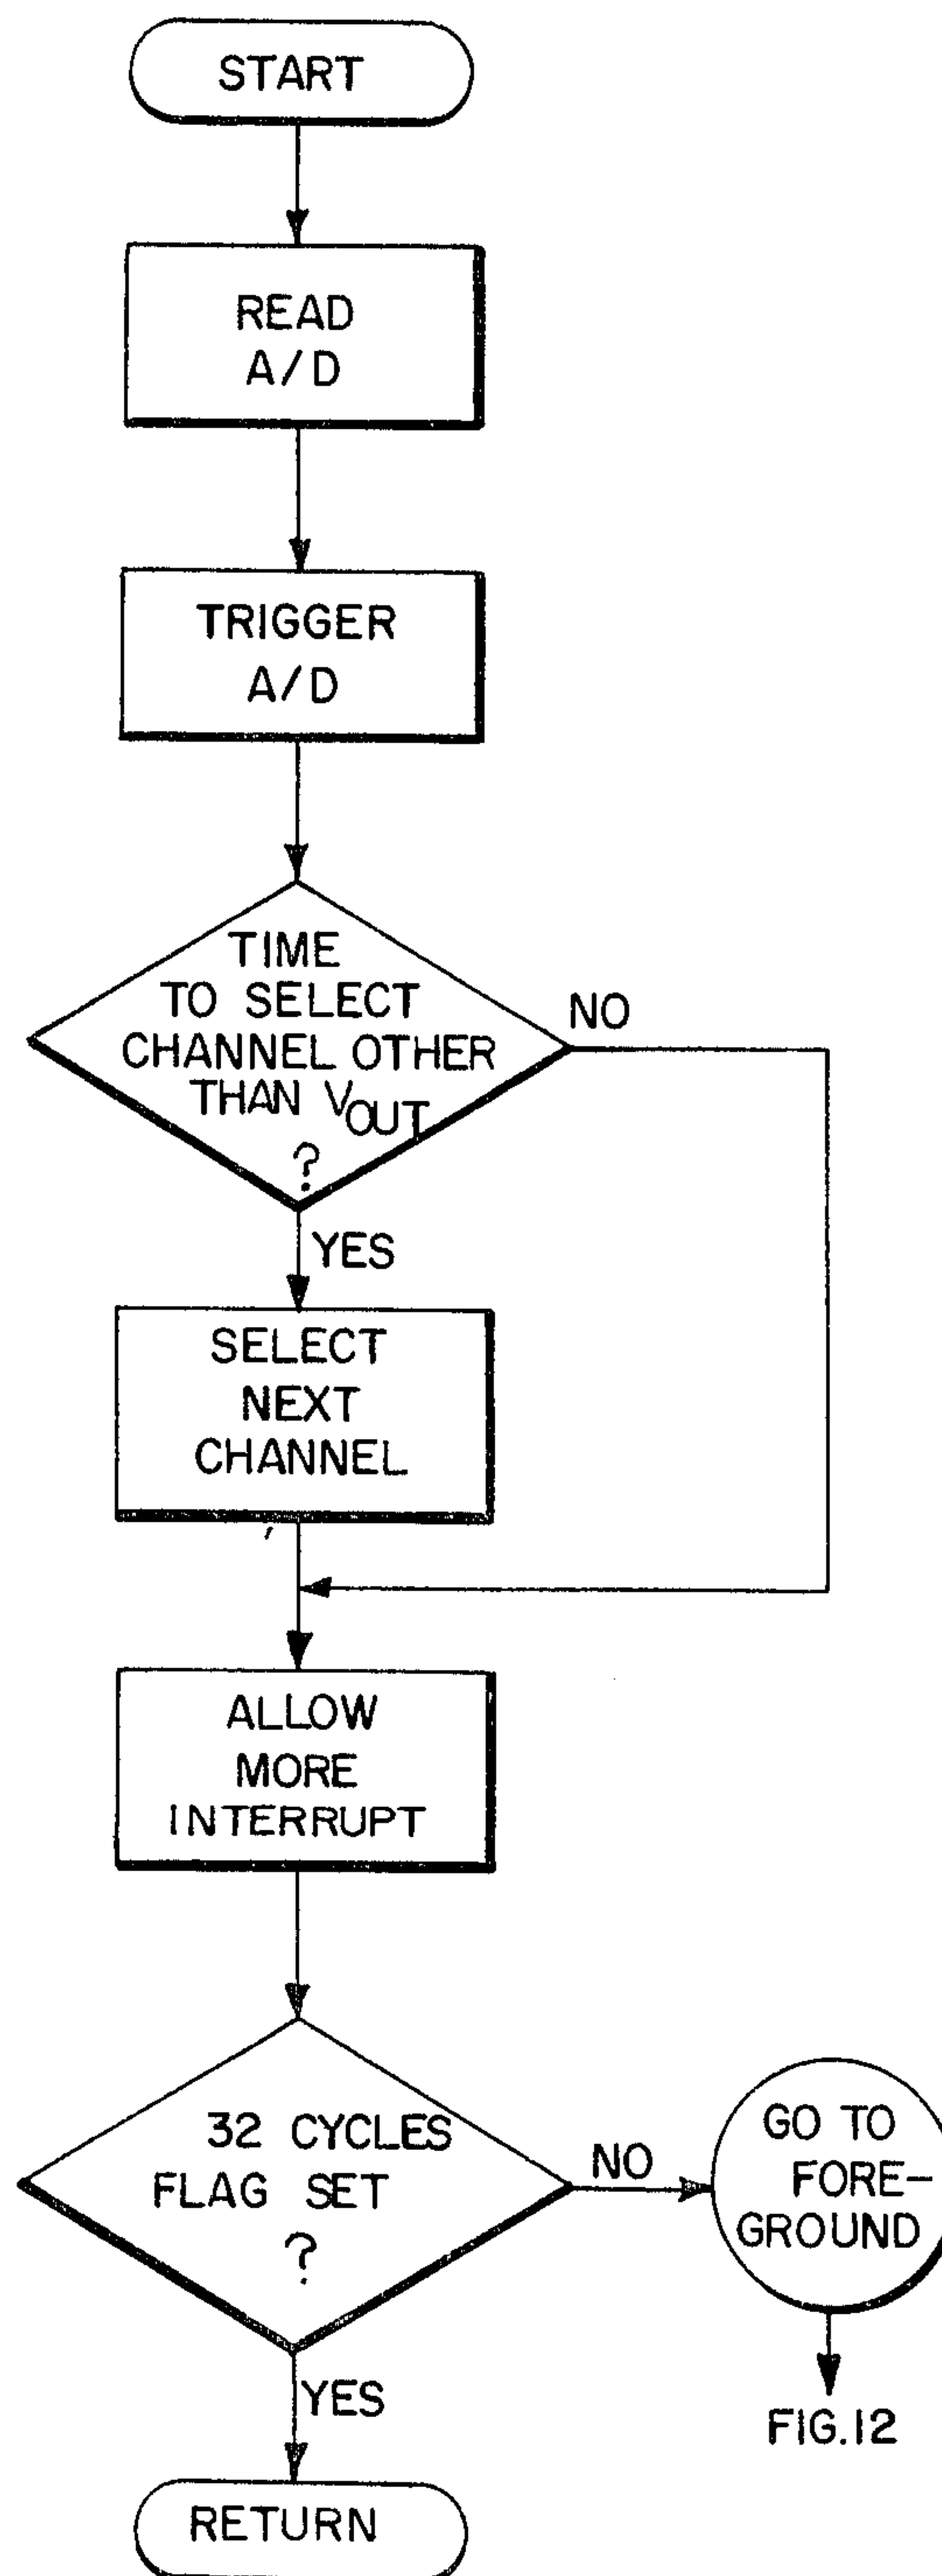 START
READ
A/D
TRIGGER
A/D
TIME
TO SELECT
CHANNEL OTHER
THAN VOUT
?
NO
YES
SELECT
NEXT
CHANNEL
ALLOW
MORE
INTERRUPT
32 CYCLES
FLAG SET
?
NO
GO TO
FORE-
GROUND
YES
FIG.12
RETURN